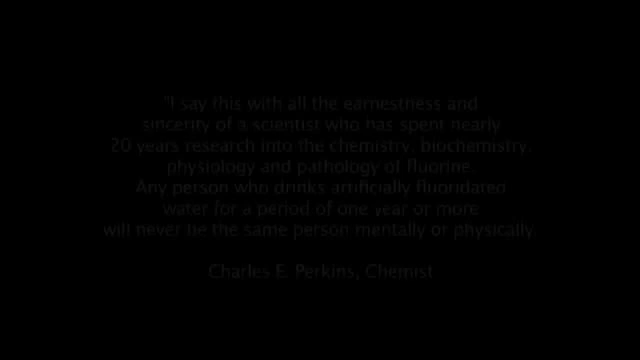 "I say this with all the earnestness and
sincerity of a scientist who has spent nearly
20 years research into the chemistry, biochemistry,
physiology and pathology of fluorine.
Any person who drinks artificially fluoridated
water for a period of one year or more
will never be the same person mentally or physically.
Charles E. Perkins, Chemist